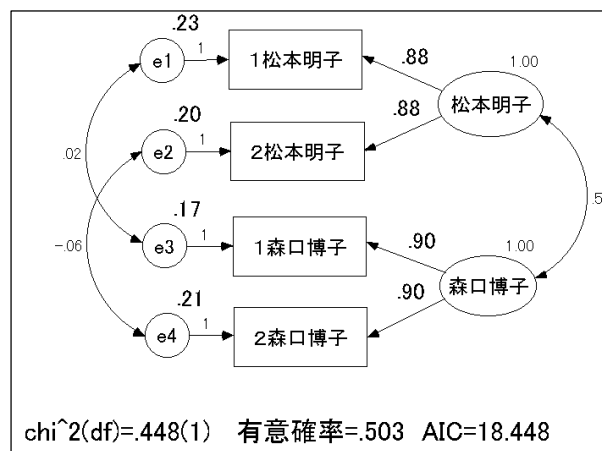 .23
1.00
e1
1
1松本明子
.88
松本明子
.20
.88
e2
1
2松本明子
.02
.17
-.06
e3
1
1森口博子
.90
1.00
森口博子
.21
.90
e4
1
2森口博子
chi^2(df)=.448(1) 有意確率=.503 AIC=18.448